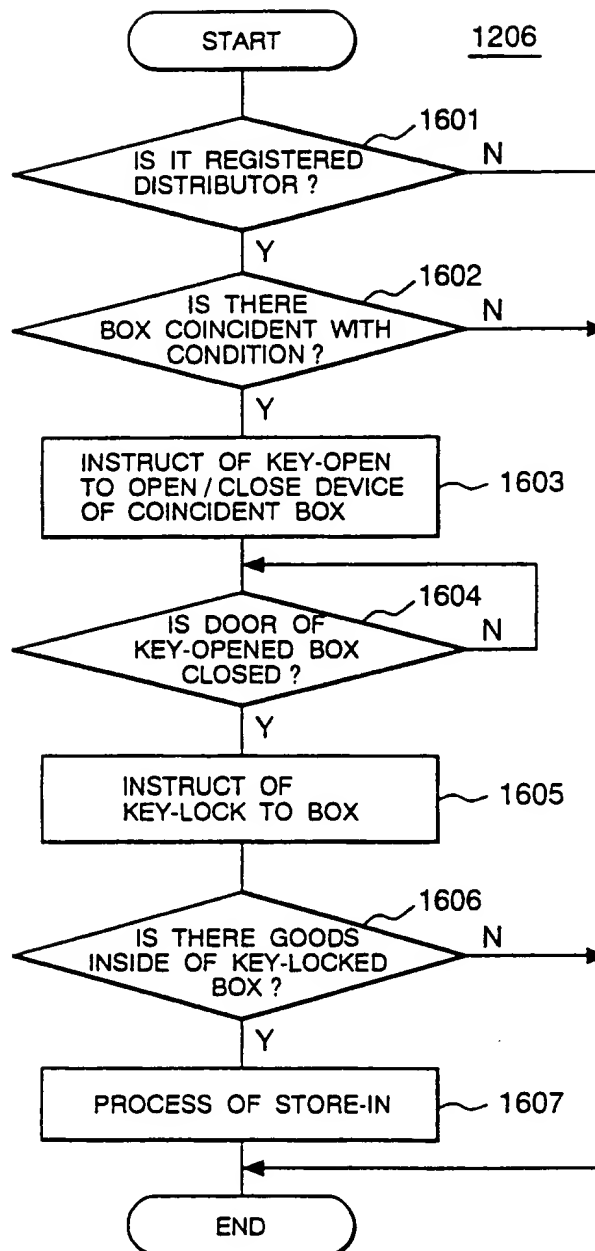 START
1206
1601
IS IT REGISTERED
DISTRIBUTOR ?
N
Y
1602
IS THERE
BOX COINCIDENT WITH
CONDITION ?
N
Y
INSTRUCT OF KEY-OPEN
TO OPEN / CLOSE DEVICE
OF COINCIDENT BOX
1603
1604
IS DOOR OF
KEY-OPENED BOX
CLOSED ?
N
Y
INSTRUCT OF
KEY-LOCK TO BOX
1605
1606
IS THERE GOODS
INSIDE OF KEY-LOCKED
BOX ?
N
Y
PROCESS OF STORE-IN
1607
END